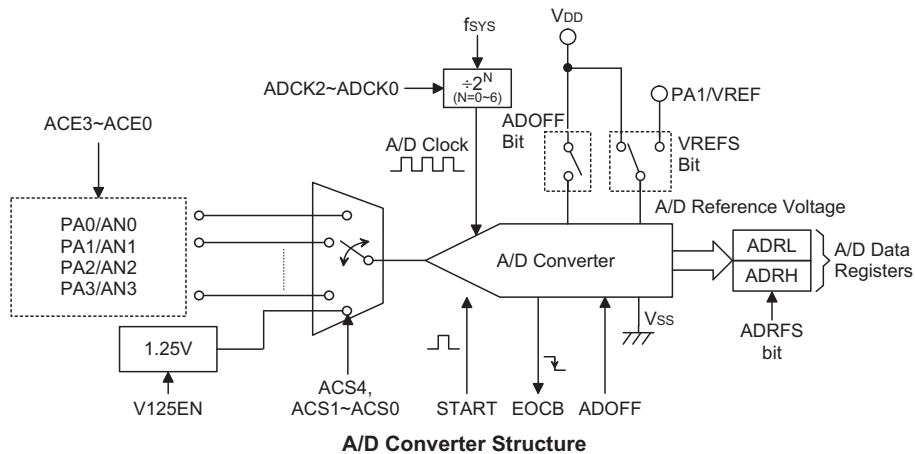 fSYS
VDD
ADCK2~ADCK0
÷2^N
(N=0~6)
PA1/VREF
ACE3~ACE0
ADOFF
Bit
VREFS
Bit
A/D Clock
PA0/AN0
PA1/AN1
PA2/AN2
PA3/AN3
A/D Reference Voltage
A/D Converter
ADRL
ADRH
A/D Data
Registers
VSS
ADRFS
bit
1.25V
V125EN
ACS4,
ACS1~ACS0
START
EOCB
ADOFF
A/D Converter Structure